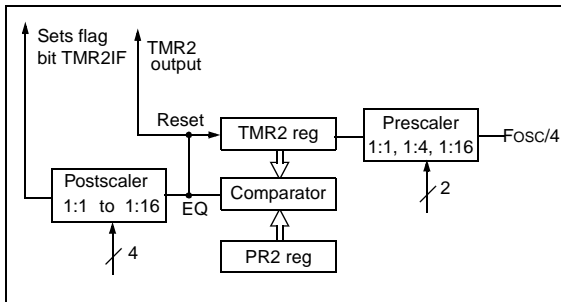 Sets flag
bit TMR2IF
TMR2
output
Reset
TMR2 reg
Prescaler
1:1, 1:4, 1:16
FOSC/4
2
Postscaler
1:1 to 1:16
EQ
Comparator
4
PR2 reg